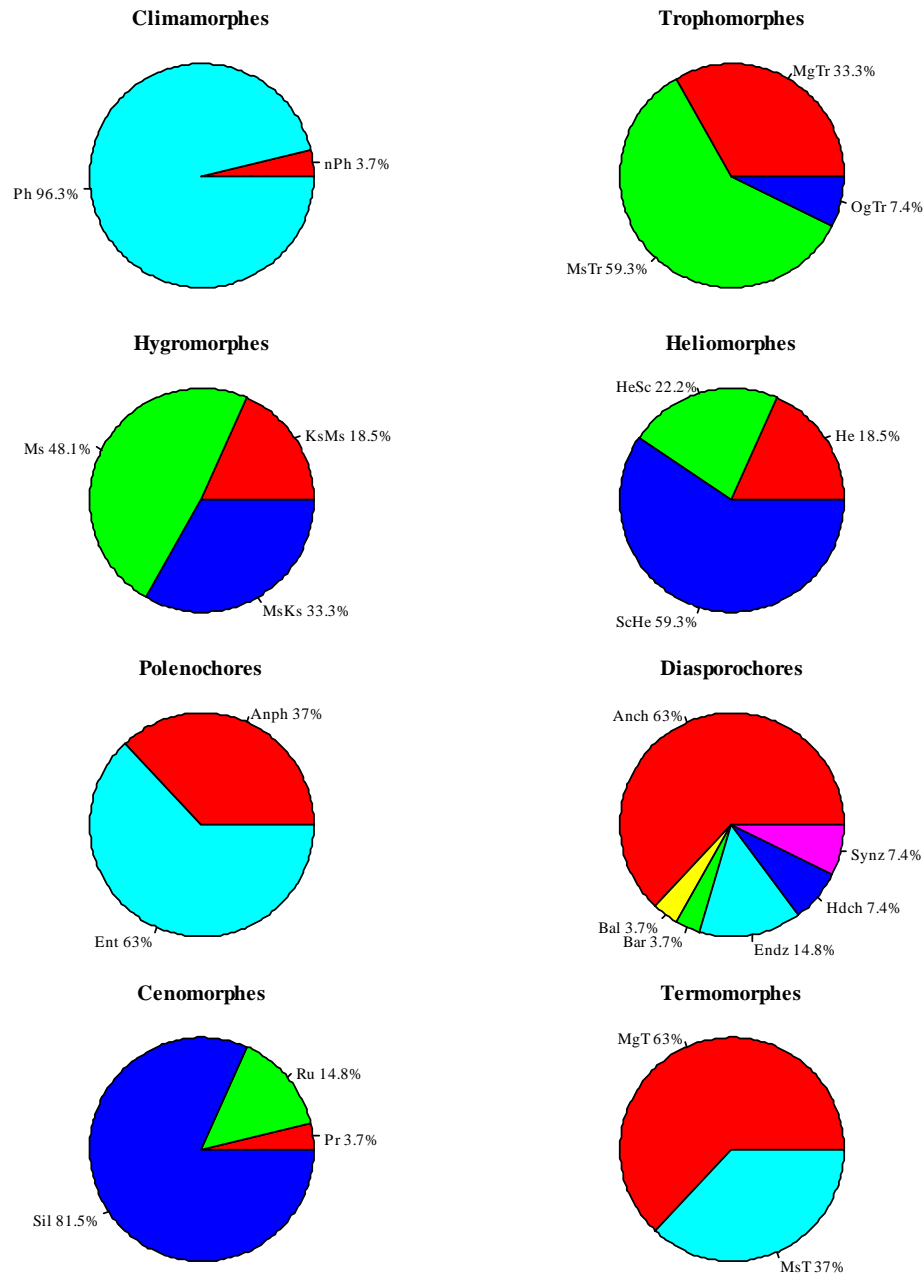 Climamorphes
nPh 3.7%
Ph 96.3%
Trophomorphes
MgTr 33.3%
OgTr 7.4%
MsTr 59.3%
Hygromorphes
KsMs 18.5%
Ms 48.1%
MsKs 33.3%
Heliomorphes
HeSc 22.2%
He 18.5%
ScHe 59.3%
Polenochores
Anph 37%
Ent 63%
Diasporochores
Anch 63%
Synz 7.4%
Hdch 7.4%
Bal 3.7%
Bar 3.7%
Endz 14.8%
Cenomorphes
Ru 14.8%
Pr 3.7%
Sil 81.5%
Termomorphes
MgT 63%
MsT 37%